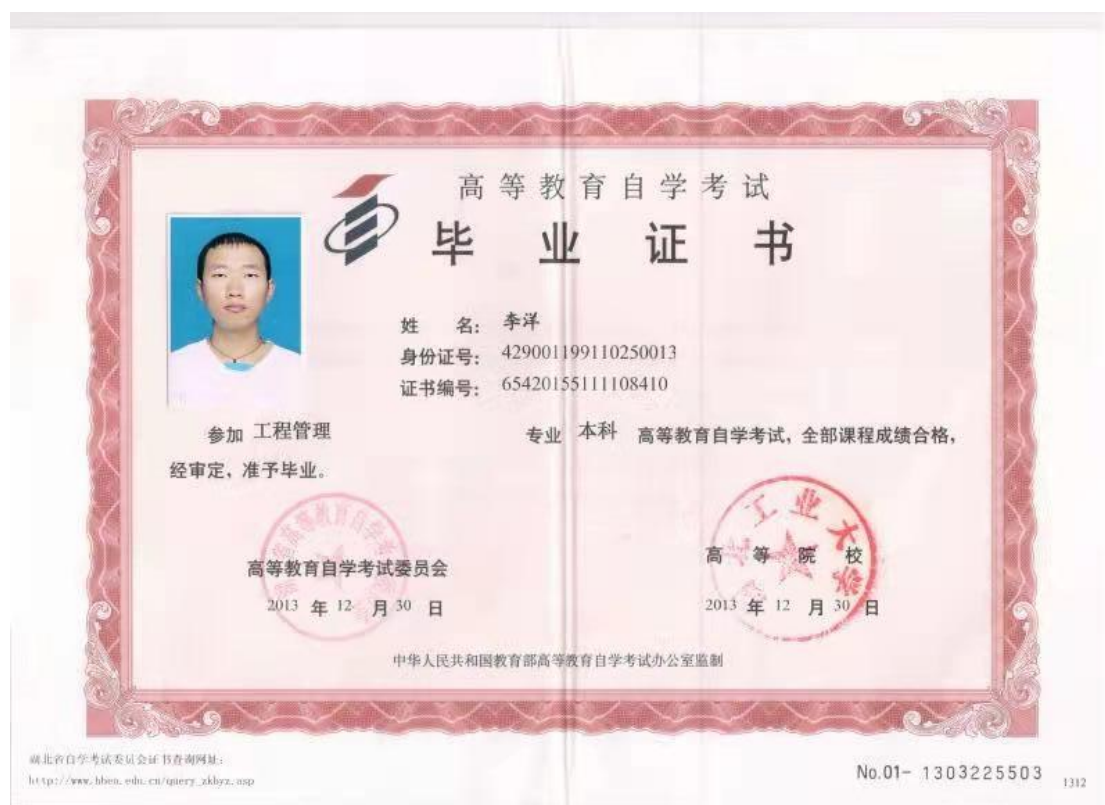 高等教育自学考试
毕业证书
姓 名: 李洋
身份证号: 429001199110250013
证书编号: 65420155111108410
参加 工程管理 专业 本科 高等教育自学考试，全部课程成绩合格，
经审定，准予毕业。
工业大学
高等教育自学考试委员会
高等院校
2013 年 12 月 30 日
2013 年 12 月 30 日
中华人民共和国教育部高等教育自学考试办公室监制
湖北省自学考试委员会证书查询网址:
http://www.hbea.edu.cn/query_zkbyz.asp
No.01- 1303225503
1312